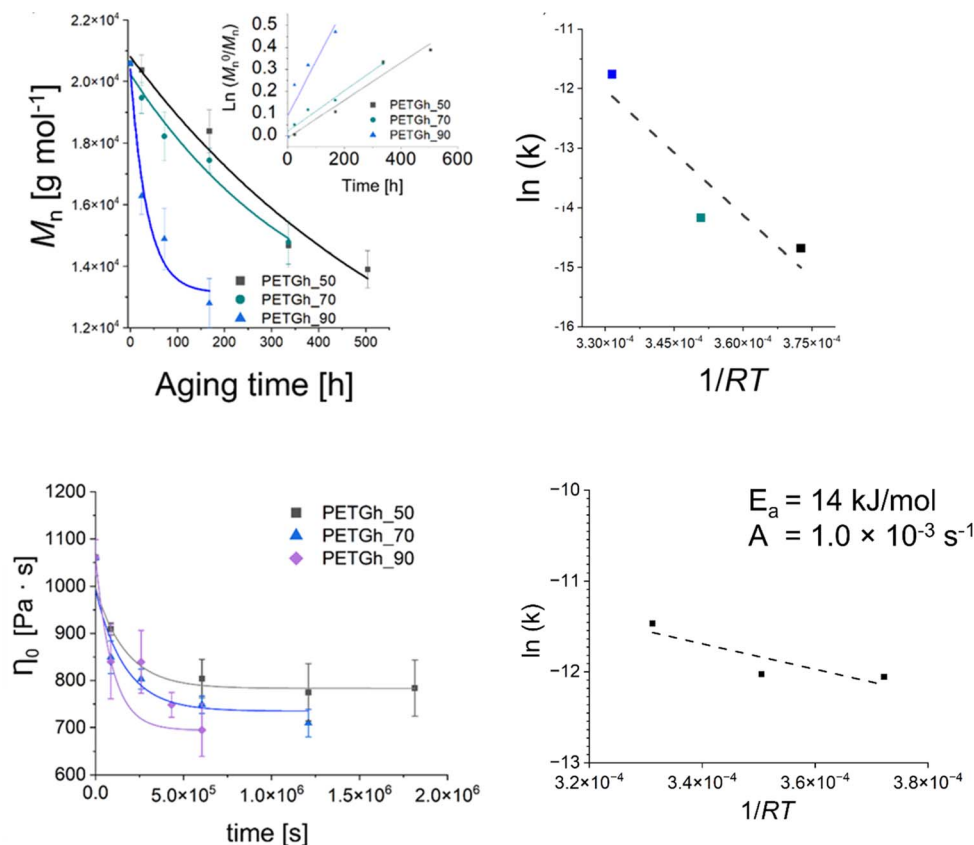 2.2×10⁴
2.0×10⁴
1.8×10⁴
1.6×10⁴
1.4×10⁴
1.2×10⁴
Mₙ [g mol⁻¹]
0 100 200 300 400 500
Aging time [h]
PETGh_50
PETGh_70
PETGh_90
0.5
0.4
0.3
0.2
0.1
0.0
Ln (Mₙ⁰/Mₙ)
PETGh_50
PETGh_70
PETGh_90
0 200 400 600
Time [h]
−11
−12
−13
−14
−15
−16
ln (k)
3.30×10⁻⁴ 3.45×10⁻⁴ 3.60×10⁻⁴ 3.75×10⁻⁴
1/RT
1200
1100
1000
900
800
700
600
η₀ [Pa · s]
PETGh_50
PETGh_70
PETGh_90
0.0 5.0×10⁵ 1.0×10⁶ 1.5×10⁶ 2.0×10⁶
time [s]
−10
−11
−12
−13
ln (k)
Eₐ = 14 kJ/mol
A = 1.0 × 10⁻³ s⁻¹
3.2×10⁻⁴ 3.4×10⁻⁴ 3.6×10⁻⁴ 3.8×10⁻⁴
1/RT